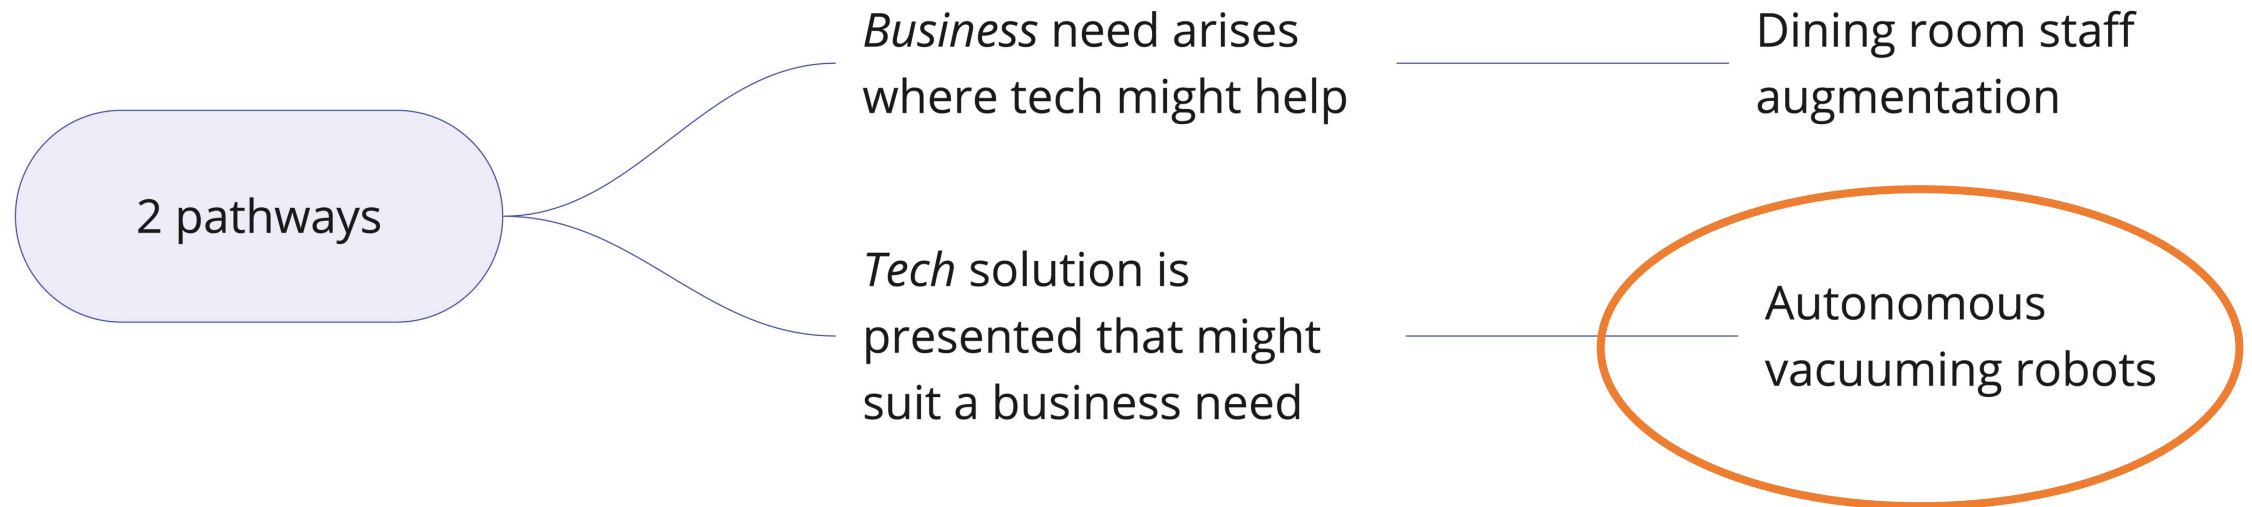 2 pathways
Business need arises
where tech might help
Dining room staff
augmentation
Tech solution is
presented that might
suit a business need
Autonomous
vacuuming robots